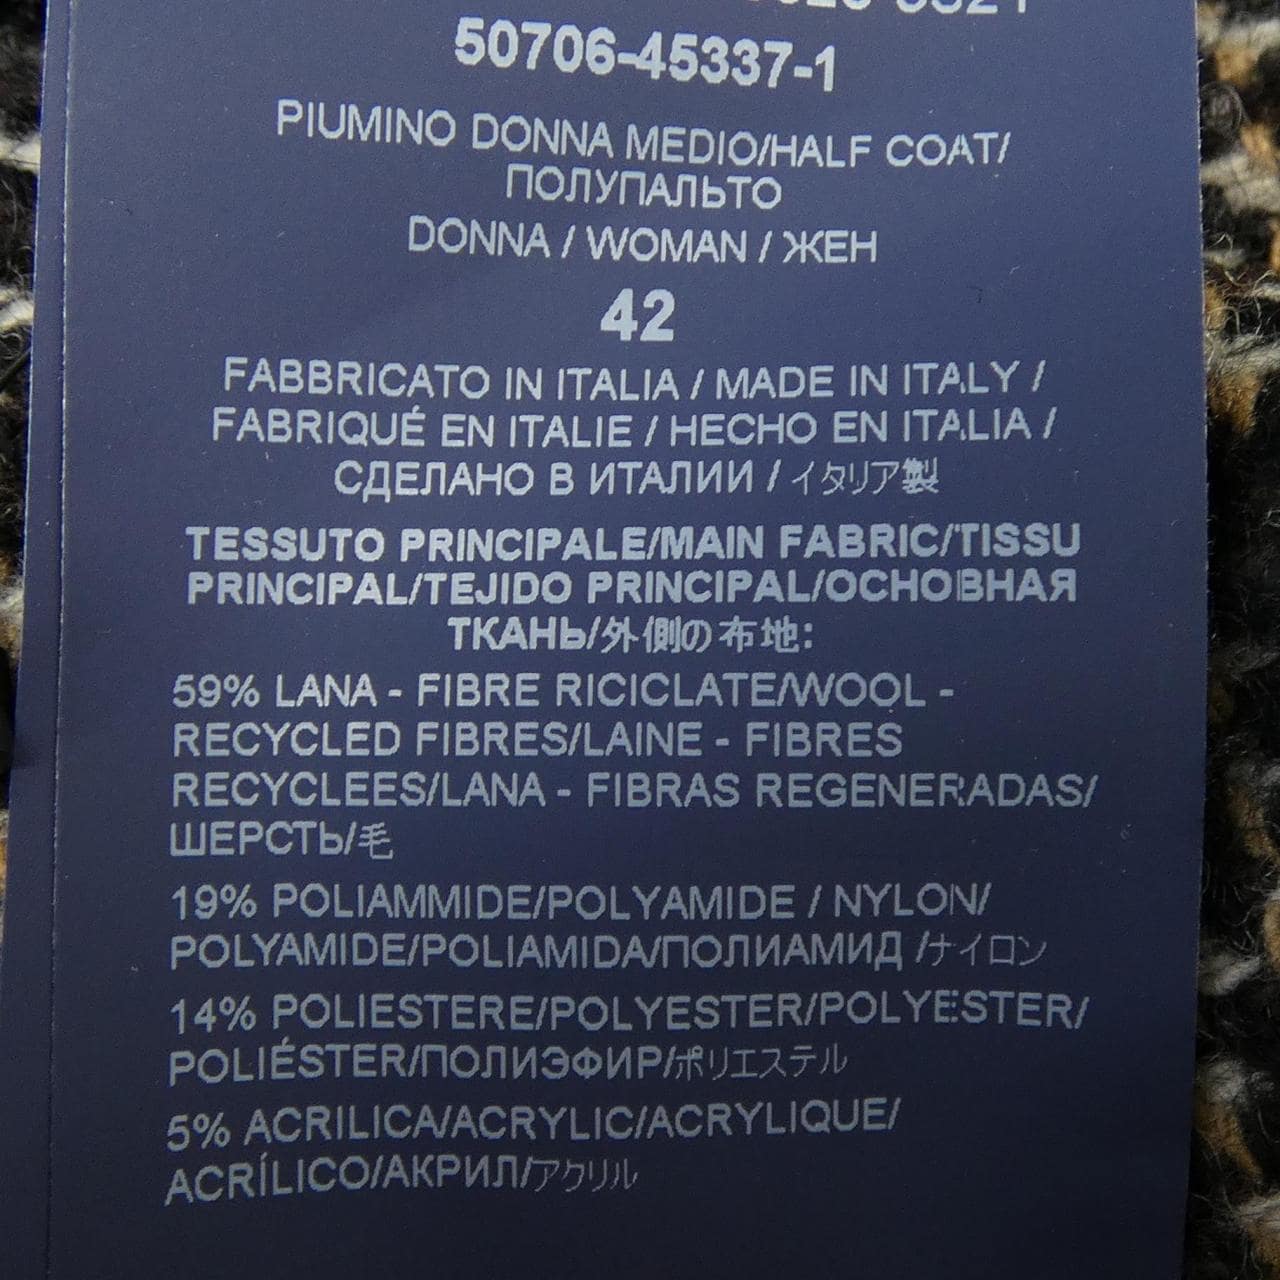 50706-45337-1
PIUMINO DONNA MEDIO/HALF COAT/
ПОЛУПАЛЬТО
DONNA / WOMAN / ЖЕН
42
FABBRICATO IN ITALIA / MADE IN ITALY /
FABRIQUÉ EN ITALIE / HECHO EN ITALIA /
СДЕЛАНО В ИТАЛИИ / イタリア製
TESSUTO PRINCIPALE/MAIN FABRIC/TISSU
PRINCIPAL/TEJIDO PRINCIPAL/ОСНОВНАЯ
ТКАНЬ/外側の布地:
59% LANA - FIBRE RICICLATE/WOOL -
RECYCLED FIBRES/LAINE - FIBRES
RECYCLEES/LANA - FIBRAS REGENERADAS/
ШЕРСТЬ/毛
19% POLIAMMIDE/POLYAMIDE / NYLON/
POLYAMIDE/POLIAMIDA/ПОЛИАМИД /ナイロン
14% POLIESTERE/POLYESTER/POLYESTER/
POLIÉSTER/ПОЛИЭФИР/ポリエステル
5% ACRILICA/ACRYLIC/ACRYLIQUE/
ACRÍLICO/АКРИЛ/アクリル